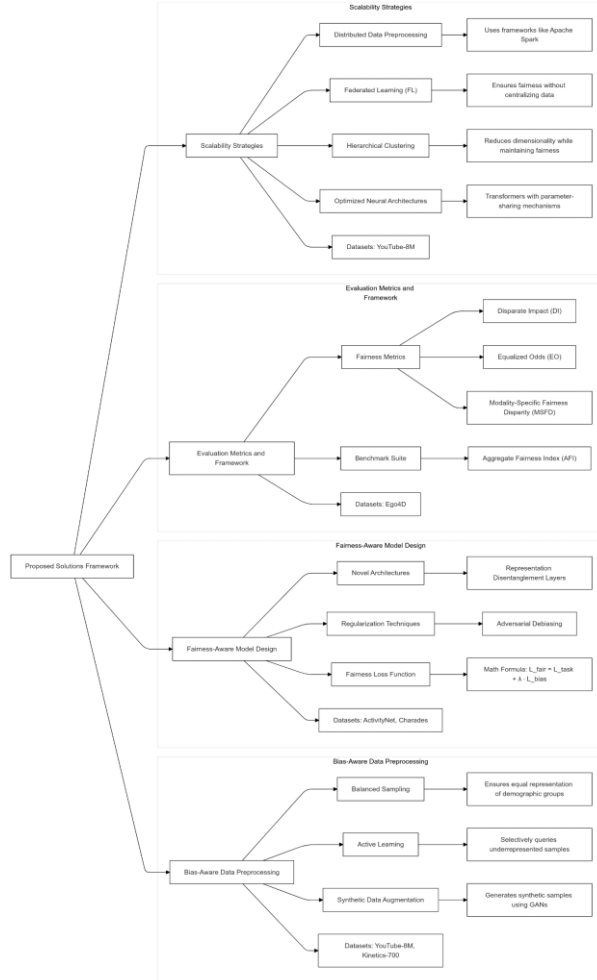 Scalability Strategies
Distributed Data Preprocessing
Uses frameworks like Apache
Spark
Federated Learning (FL)
Ensures fairness without
centralizing data
Scalability Strategies
Hierarchical Clustering
Reduces dimensionality while
maintaining fairness
Optimized Neural Architectures
Transformers with parameter-
sharing mechanisms
Datasets: YouTube-8M
Evaluation Metrics and
Framework
Disparate Impact (DI)
Fairness Metrics
Equalized Odds (EO)
Modality-Specific Fairness
Disparity (MSFD)
Evaluation Metrics and
Framework
Benchmark Suite
Aggregate Fairness Index (AFI)
Datasets: Ego4D
Proposed Solutions Framework
Fairness-Aware Model Design
Novel Architectures
Representation
Disentanglement Layers
Regularization Techniques
Adversarial Debiasing
Fairness-Aware Model Design
Fairness Loss Function
Math Formula: L_fair = L_task
+ λ · L_bias
Datasets: ActivityNet, Charades
Bias-Aware Data Preprocessing
Balanced Sampling
Ensures equal representation
of demographic groups
Active Learning
Selectively queries
underrepresented samples
Bias-Aware Data Preprocessing
Synthetic Data Augmentation
Generates synthetic samples
using GANs
Datasets: YouTube-8M,
Kinetics-700